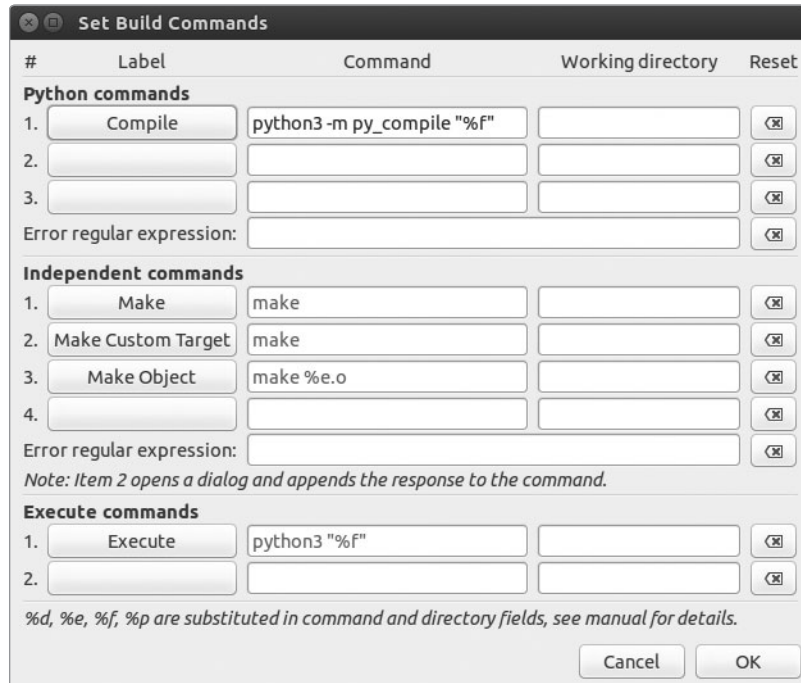 Set Build Commands
# Label Command Working directory Reset
Python commands
1. Compile python3 -m py_compile "%f"
2.
3.
Error regular expression:
Independent commands
1. Make make
2. Make Custom Target make
3. Make Object make %e.o
4.
Error regular expression:
Note: Item 2 opens a dialog and appends the response to the command.
Execute commands
1. Execute python3 "%f"
2.
%d, %e, %f, %p are substituted in command and directory fields, see manual for details.
Cancel OK